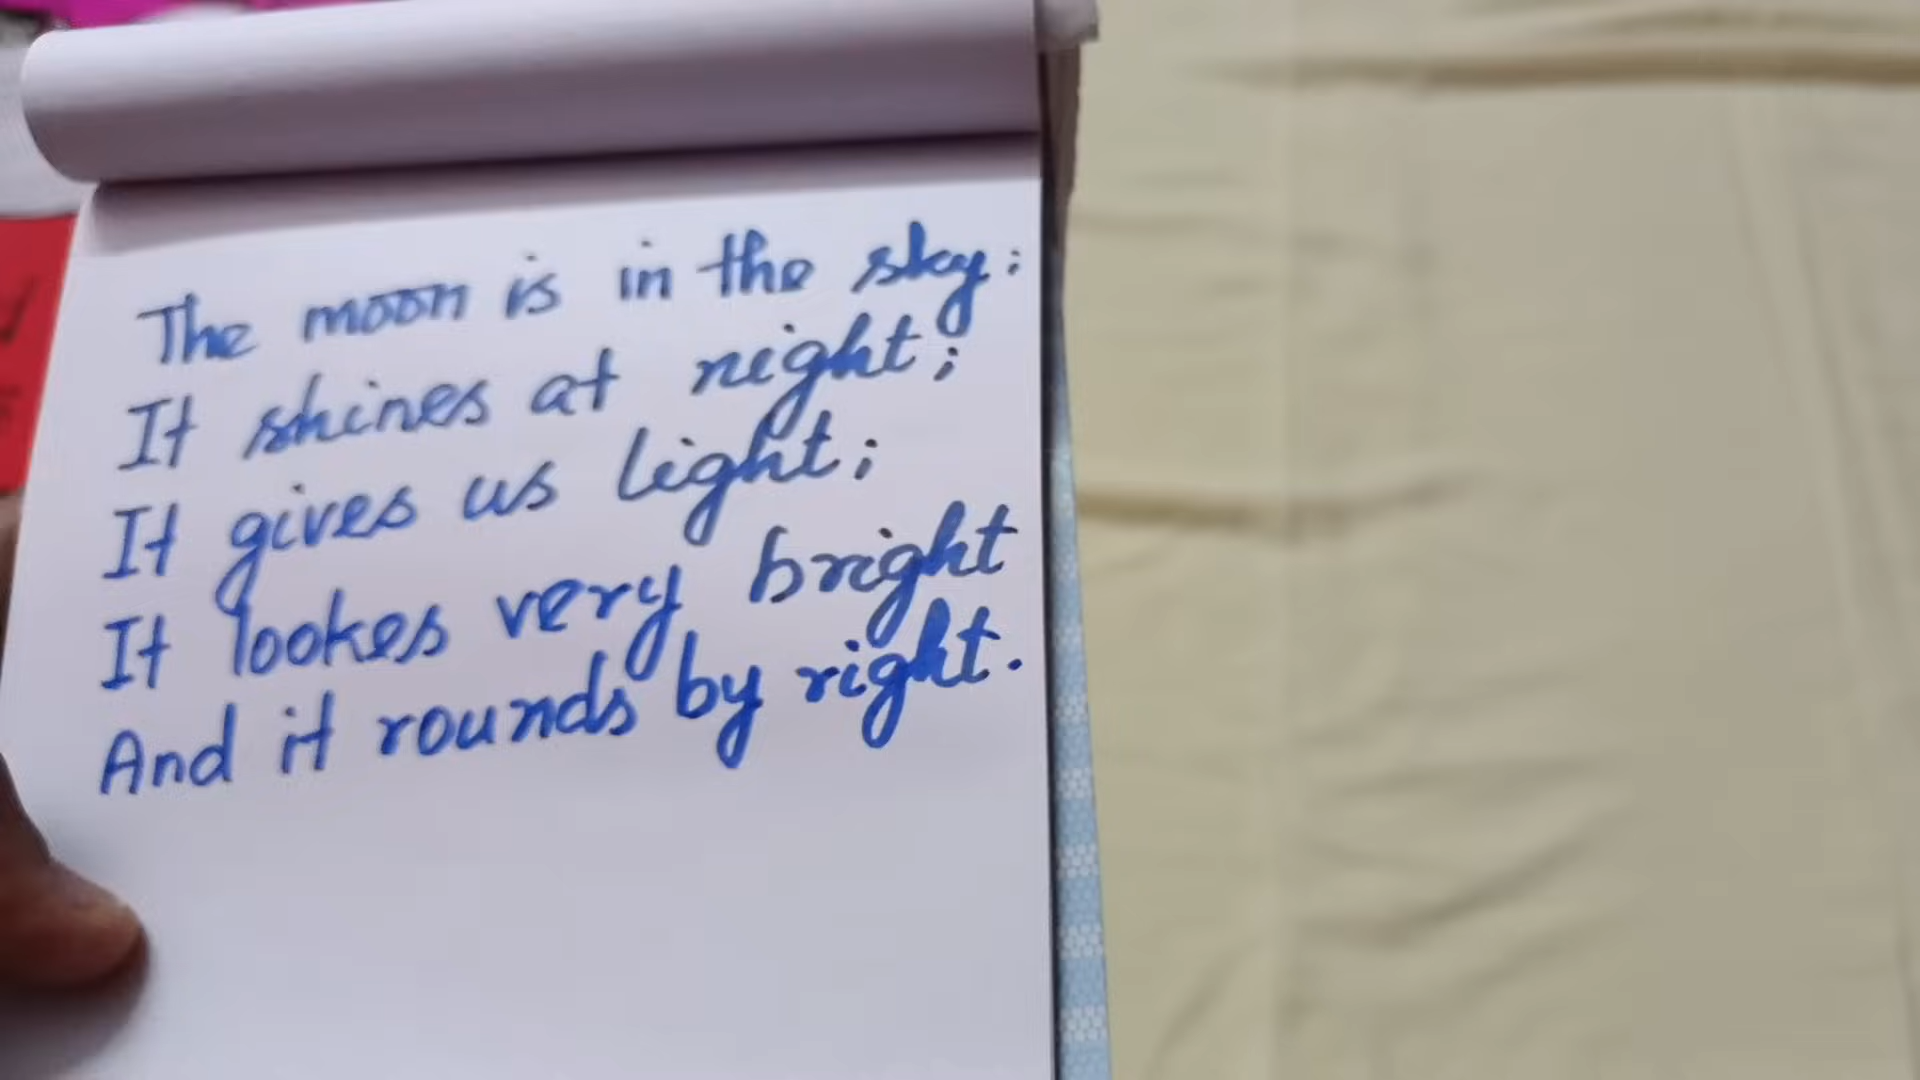 The moon is in the sky;
It shines at night;
It gives us light;
It lookes very bright
And it rounds by right.